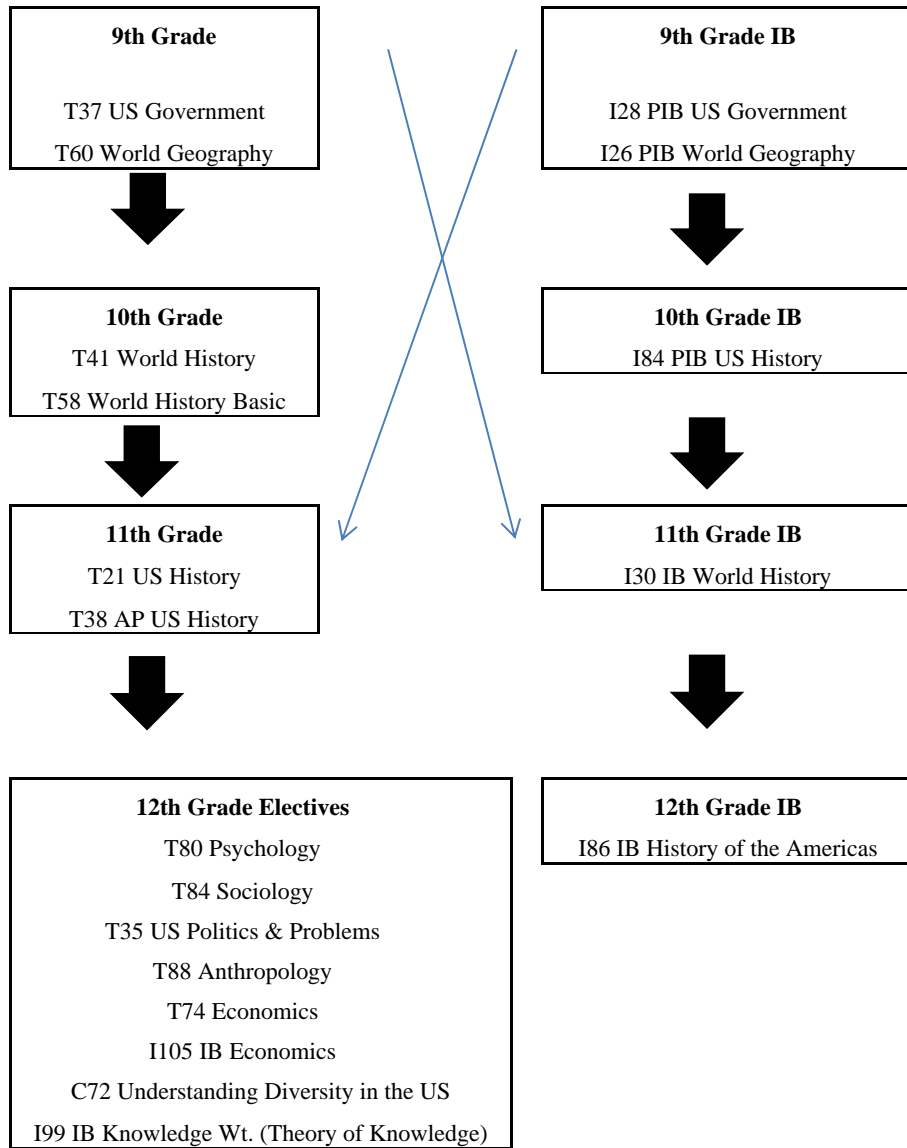 9th Grade
T37 US Government
T60 World Geography
9th Grade IB
I28 PIB US Government
I26 PIB World Geography
10th Grade
T41 World History
T58 World History Basic
10th Grade IB
I84 PIB US History
11th Grade
T21 US History
T38 AP US History
11th Grade IB
I30 IB World History
12th Grade Electives
T80 Psychology
T84 Sociology
T35 US Politics & Problems
T88 Anthropology
T74 Economics
I105 IB Economics
C72 Understanding Diversity in the US
I99 IB Knowledge Wt. (Theory of Knowledge)
12th Grade IB
I86 IB History of the Americas